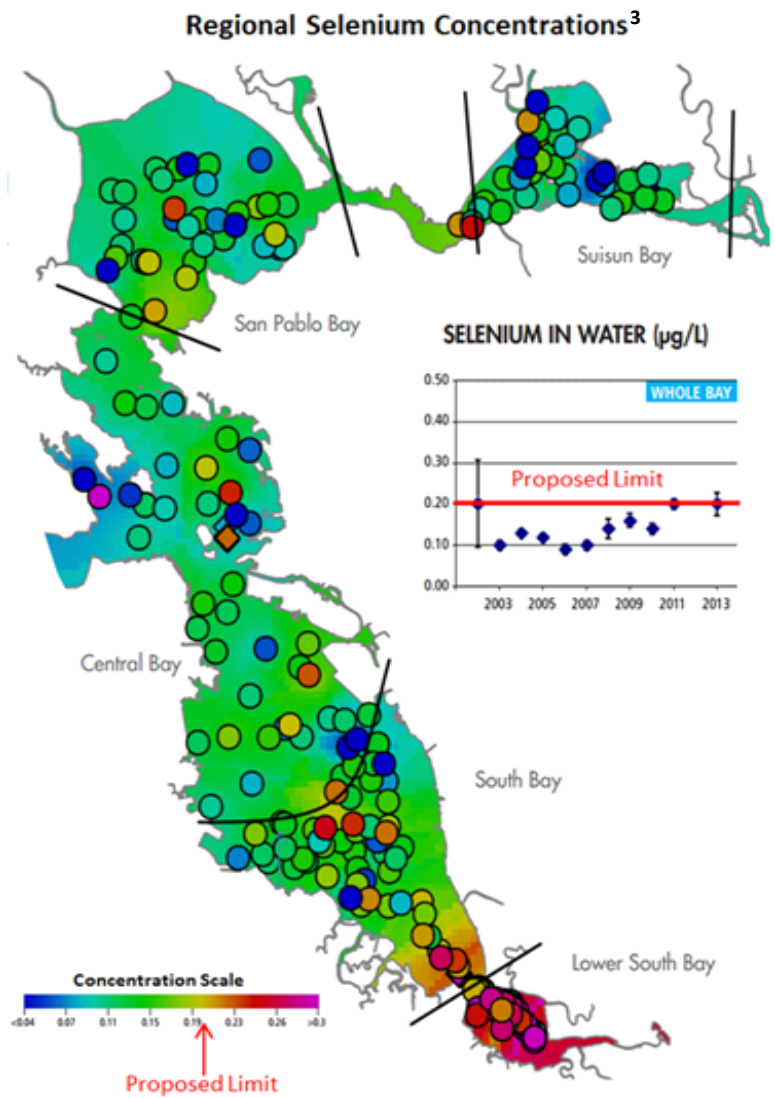 Regional Selenium Concentrations3
Suisun Bay
San Pablo Bay
SELENIUM IN WATER (µg/L)
0.50
WHOLE BAY
0.40
0.30
Proposed Limit
0.20
0.10
0.00
2003 2005 2007 2009 2011 2013
Central Bay
South Bay
Lower South Bay
Concentration Scale
<0.04 0.07 0.11 0.15 0.19 0.23 0.26 >0.3
Proposed Limit